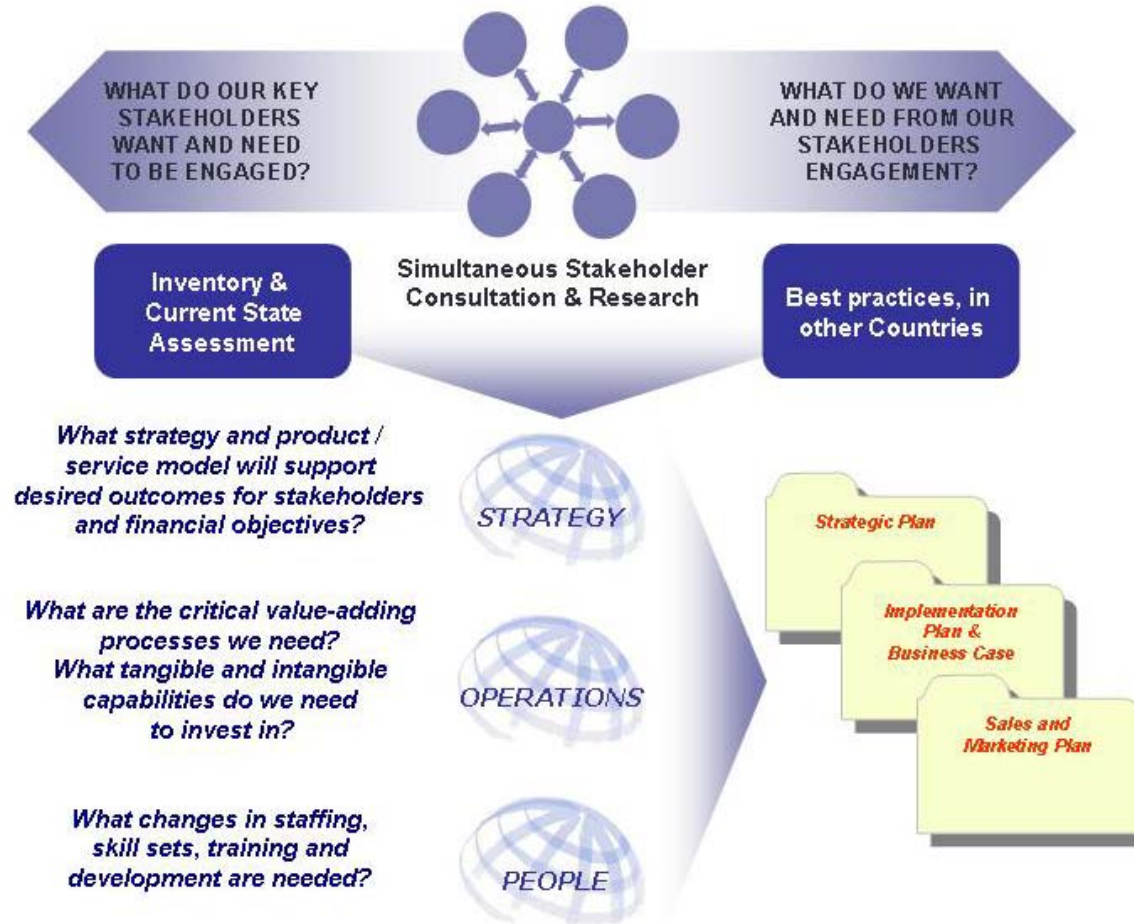 WHAT DO OUR KEY
STAKEHOLDERS
WANT AND NEED
TO BE ENGAGED?
WHAT DO WE WANT
AND NEED FROM OUR
STAKEHOLDERS
ENGAGEMENT?
Inventory &
Current State
Assessment
Simultaneous Stakeholder
Consultation & Research
Best practices, in
other Countries
What strategy and product /
service model will support
desired outcomes for stakeholders
and financial objectives?
STRATEGY
What are the critical value-adding
processes we need?
What tangible and intangible
capabilities do we need
to invest in?
OPERATIONS
What changes in staffing,
skill sets, training and
development are needed?
PEOPLE
Strategic Plan
Implementation
Plan &
Business Case
Sales and
Marketing Plan